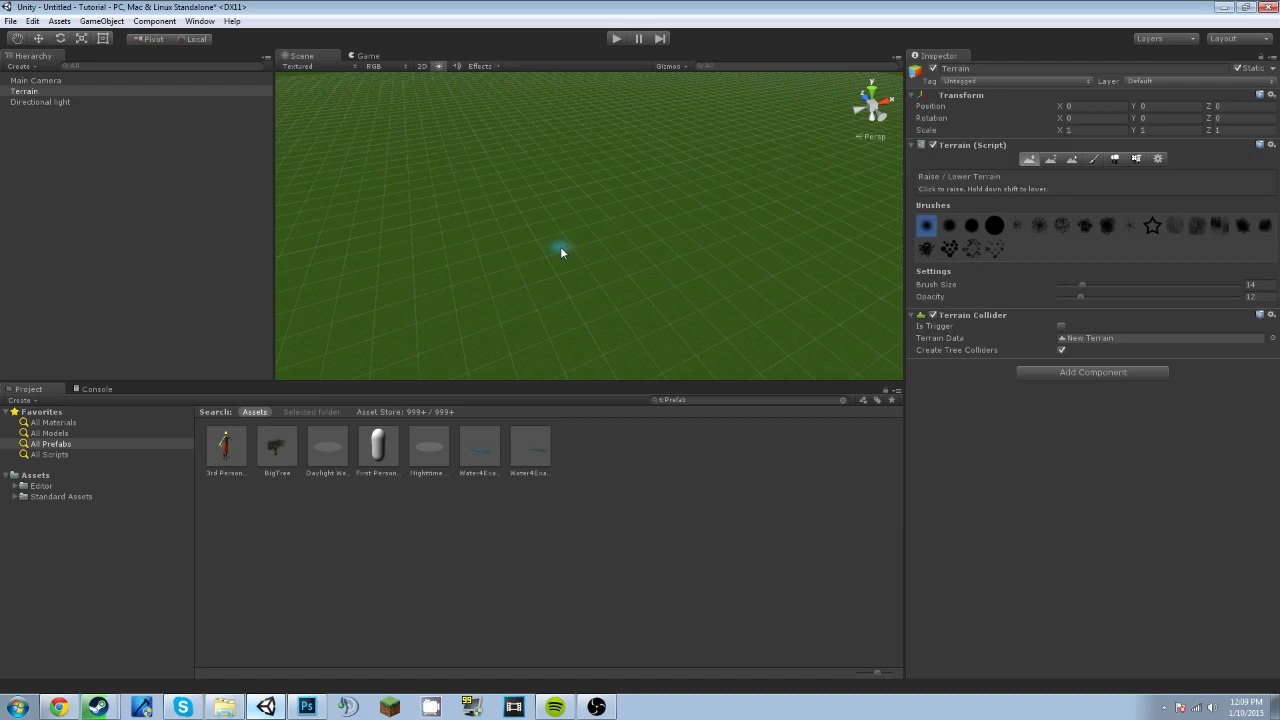 Unity - Untitled - Tutorial - PC, Mac & Linux Standalone* <DX11>
File Edit Assets GameObject Component Window Help
Pivot Local Layers Layout
Hierarchy Scene Game Inspector
Create All Textured RGB 2D Effects Gizmos All Terrain Static
Main Camera
Terrain
Directional light
Tag Untagged Layer Default
Transform
Position X 0 Y 0 Z 0
Rotation X 0 Y 0 Z 0
Scale X 1 Y 1 Z 1
y
x
z
Persp
Terrain (Script)
Raise / Lower Terrain
Click to raise. Hold down shift to lower.
Brushes
Settings
Brush Size 14
Opacity 12
Terrain Collider
Is Trigger
Terrain Data New Terrain
Create Tree Colliders
Add Component
Project Console
Create t:Prefab
Favorites
All Materials
All Models
All Prefabs
All Scripts
Assets
Editor
Standard Assets
Search: Assets Selected folder Asset Store: 999+ / 999+
3rd Person... BigTree Daylight Wa... First Person... Nighttime ... Water4Exa... Water4Exa...
99
12:09 PM
1/10/2015